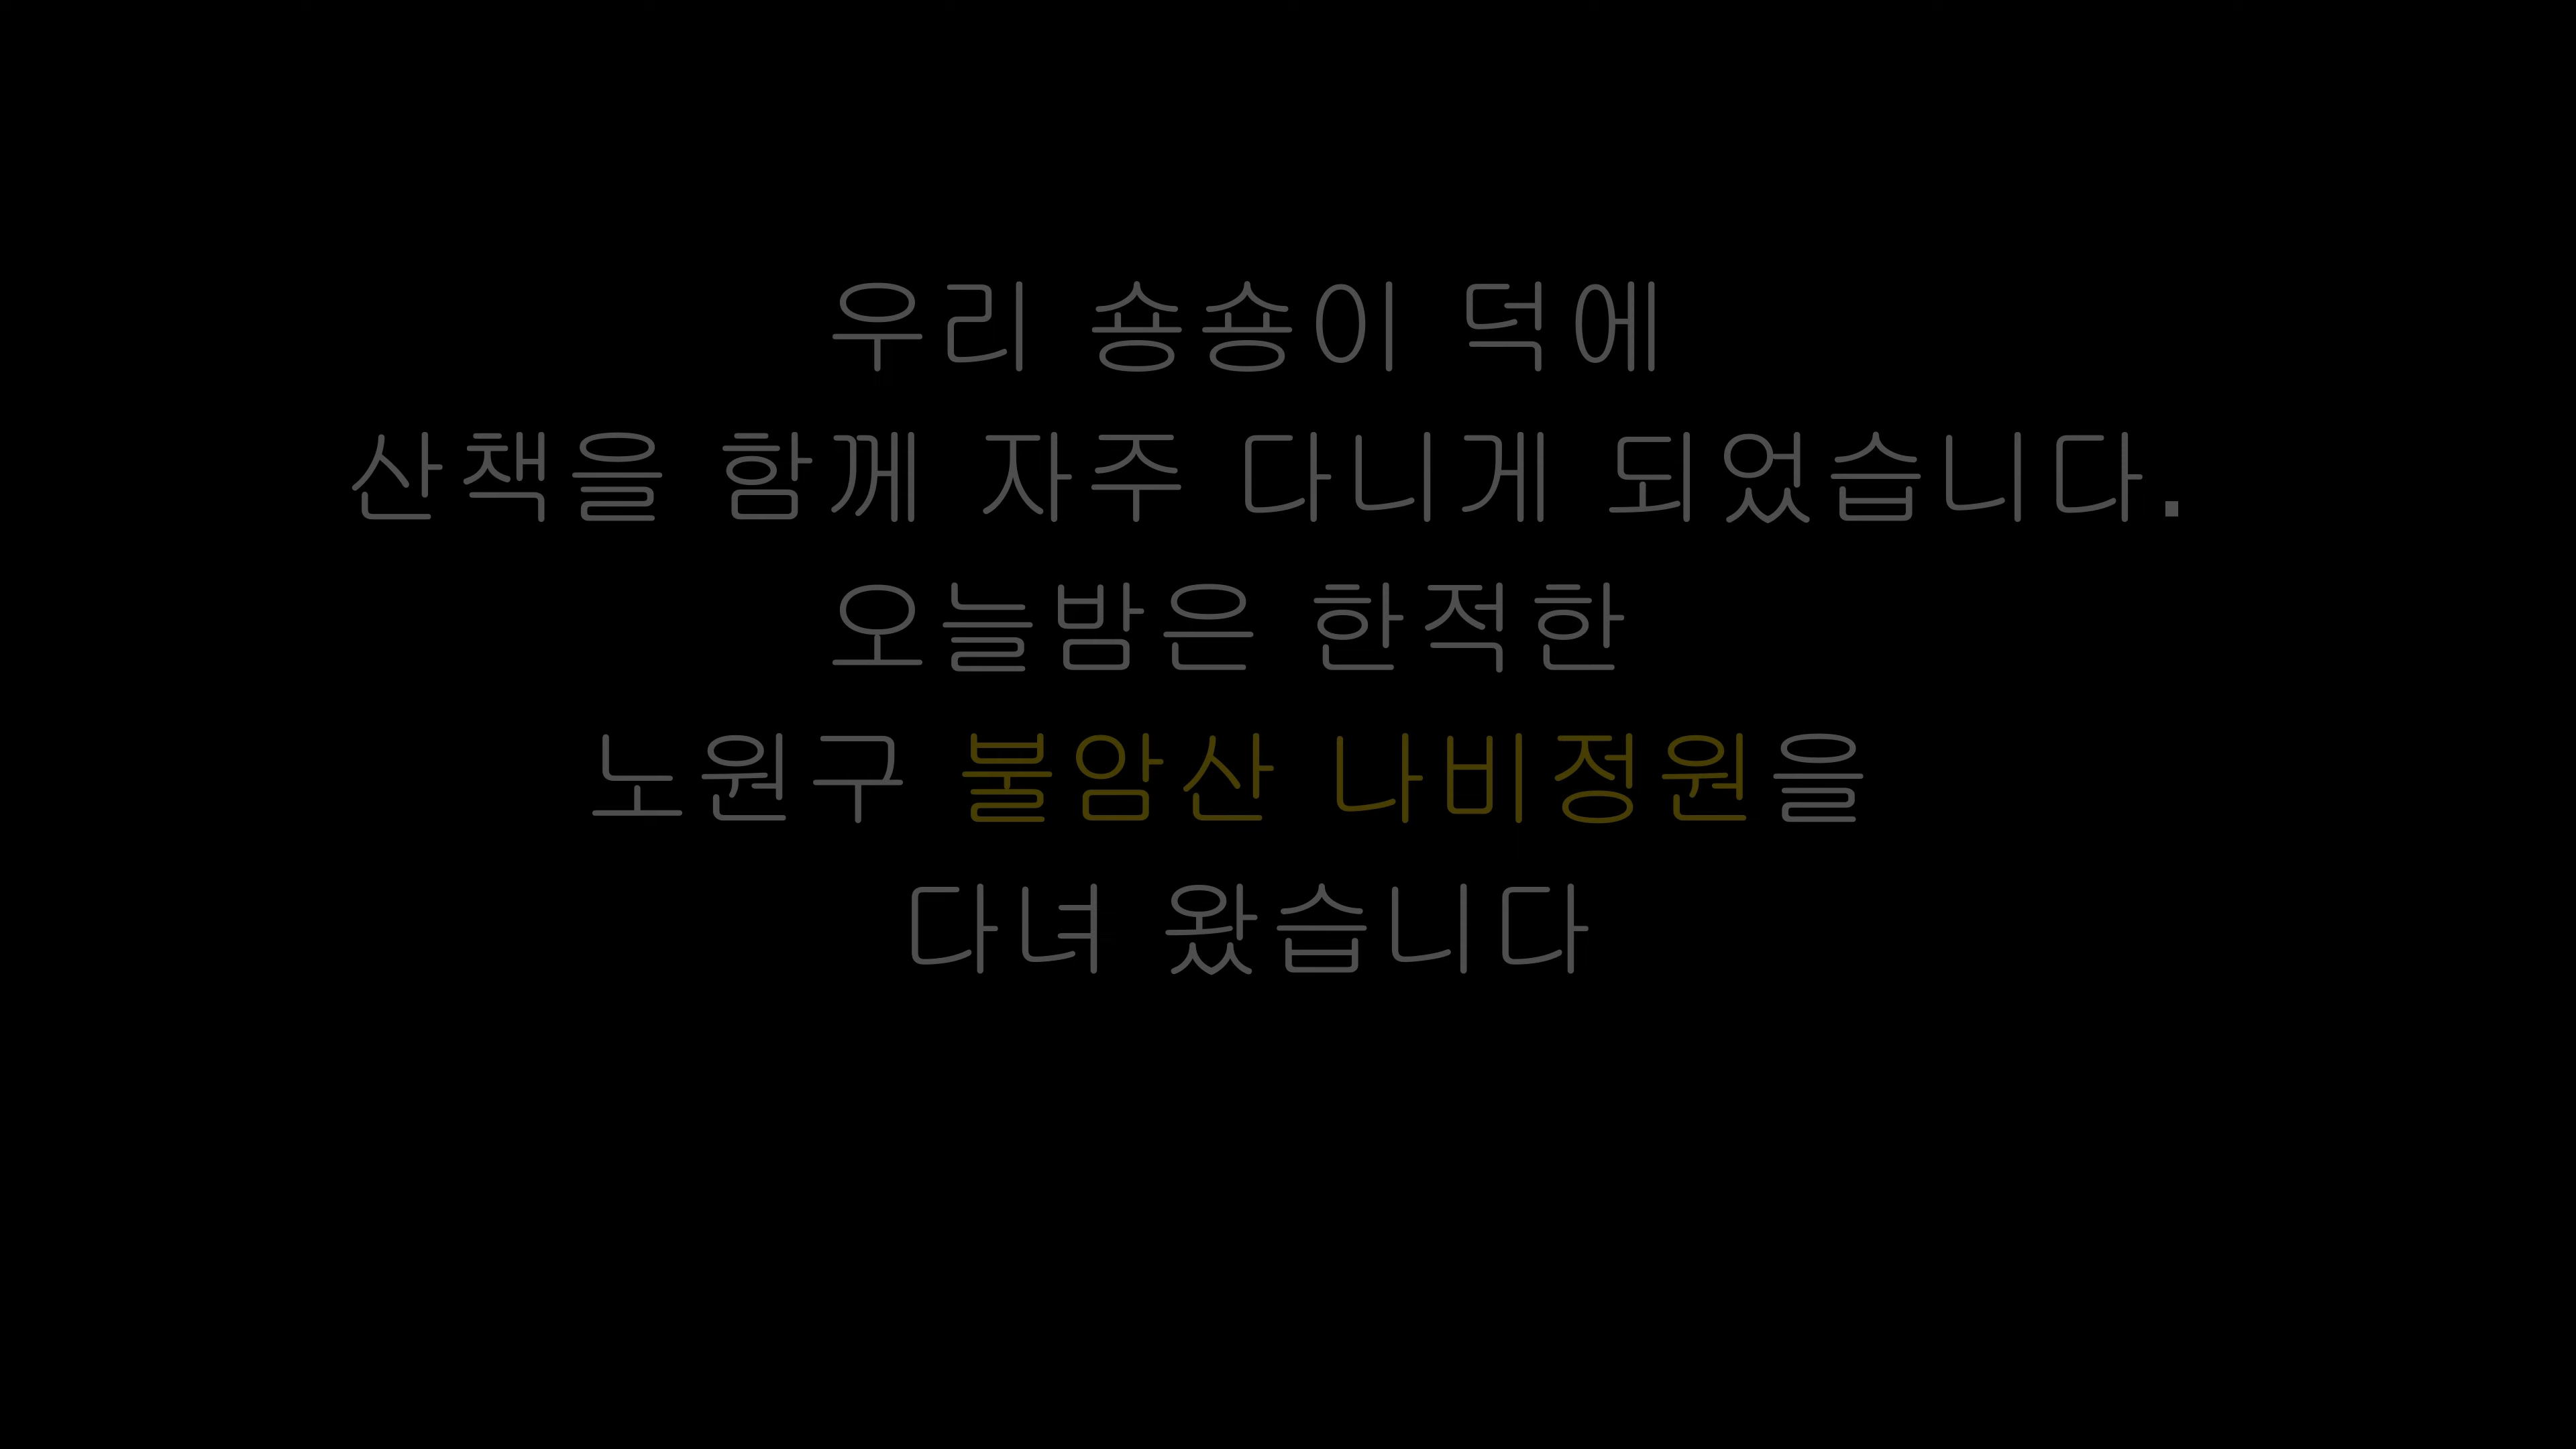 우리 숑숑이 덕에
산책을 함께 자주 다니게 되었습니다.
오늘밤은 한적한
노원구 불암산 나비정원을
다녀 왔습니다